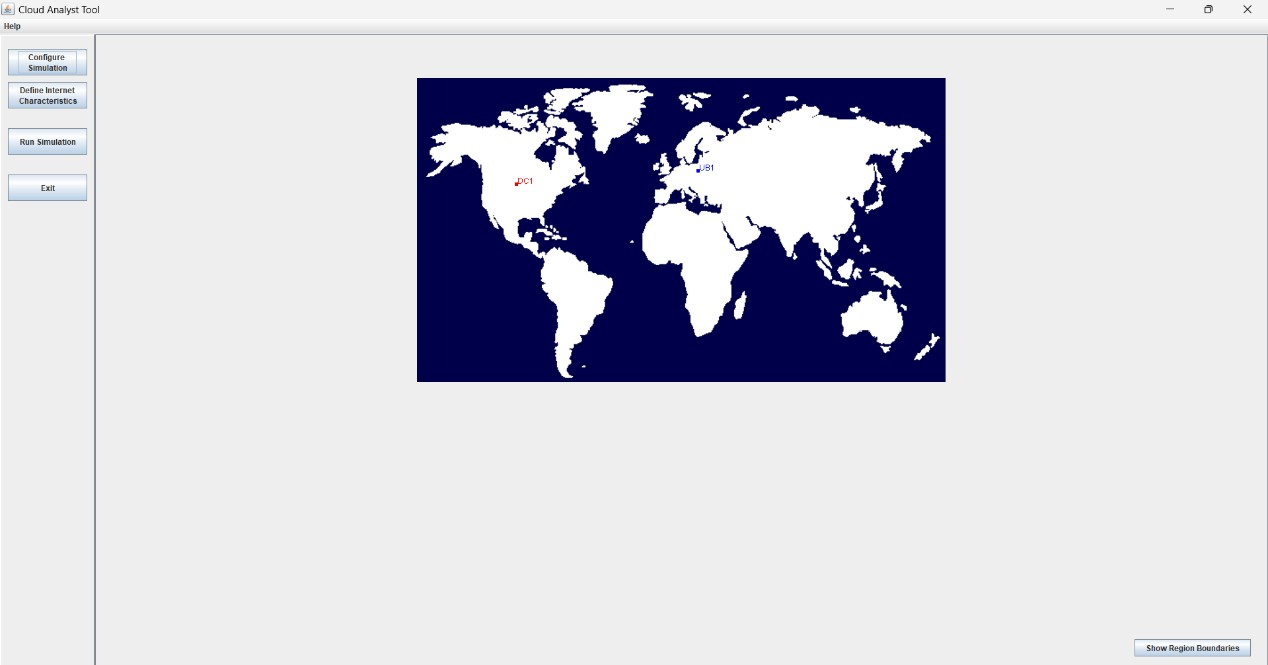 Cloud Analyst Tool
Help
Configure
Simulation
Define Internet
Characteristics
Run Simulation
Exit
DC1
UB1
Show Region Boundaries